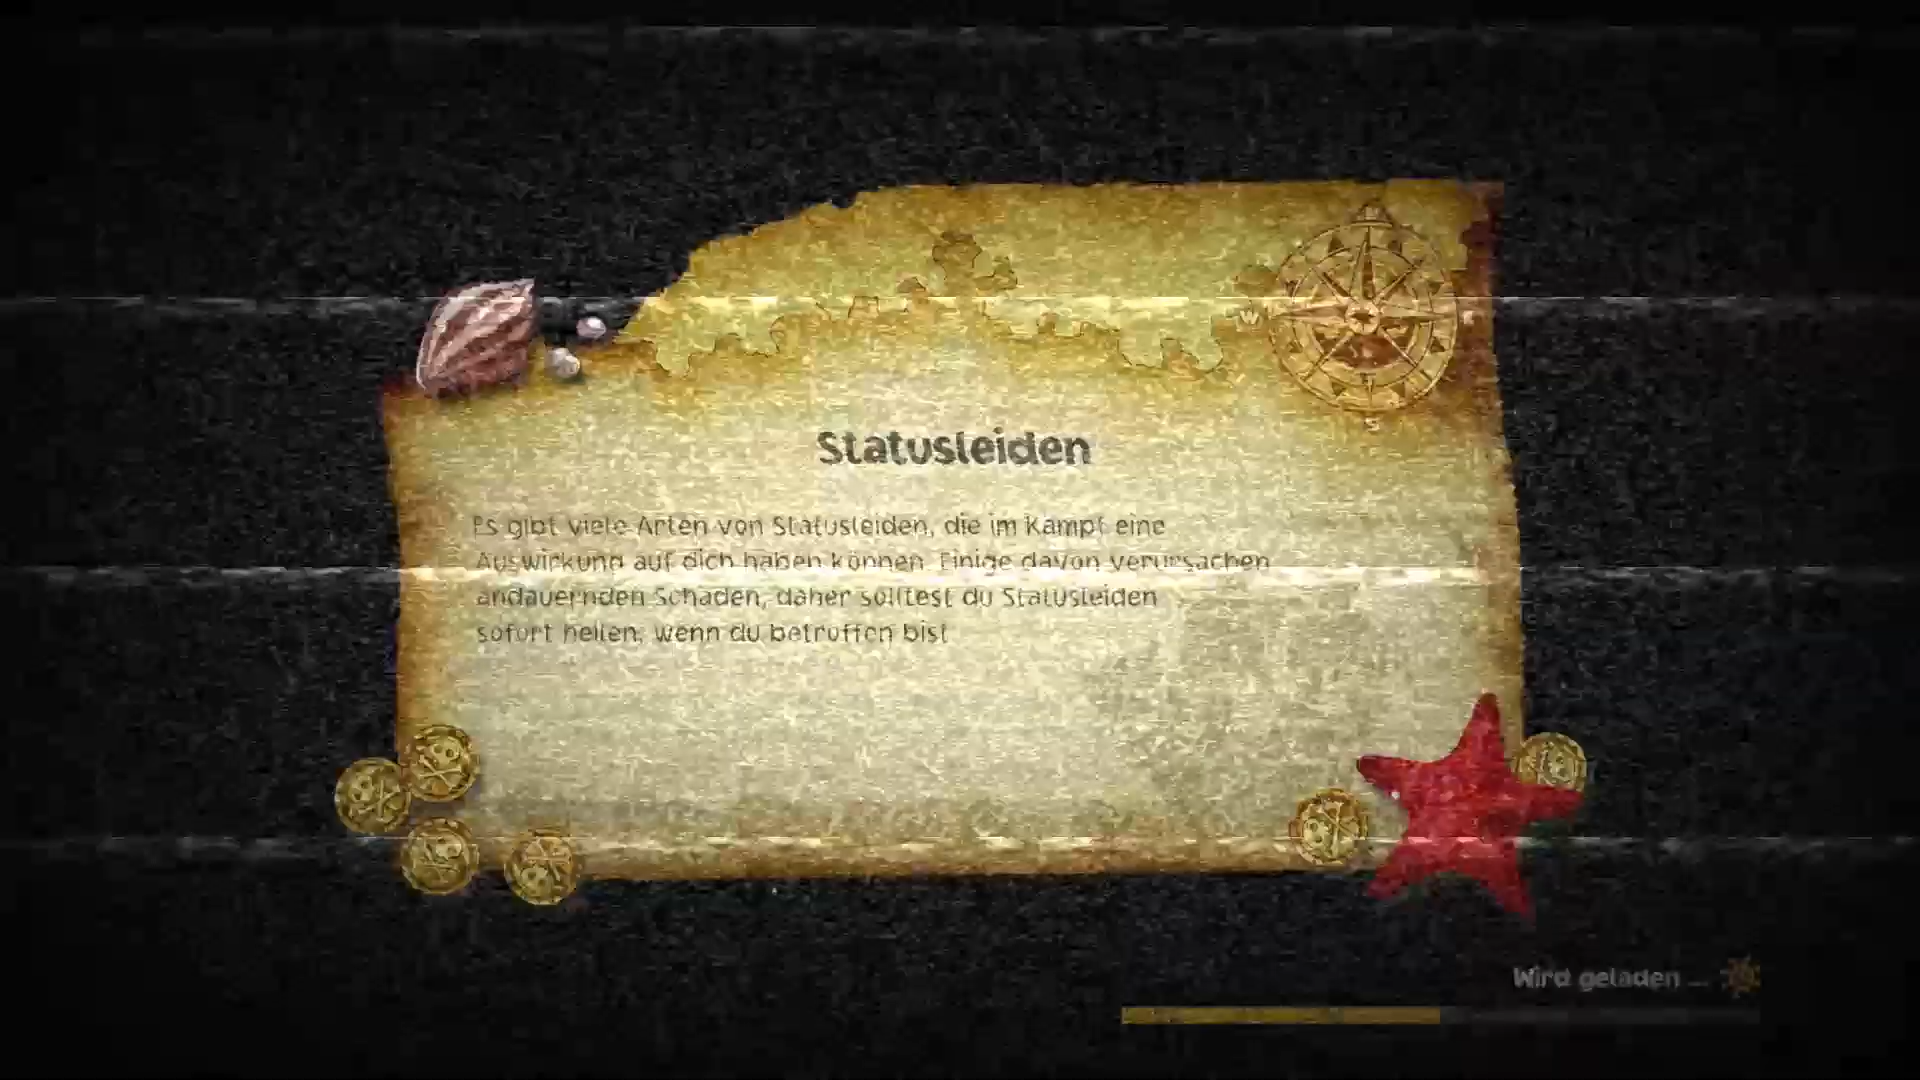 W
S
Statusleiden
Es gibt viele Arten von Statusleiden, die im Kampf eine
Auswirkung auf dich haben können. Einige davon verursachen
andauernden Schaden, daher solltest du Statusleiden
sofort heilen, wenn du betroffen bist.
Wird geladen ...